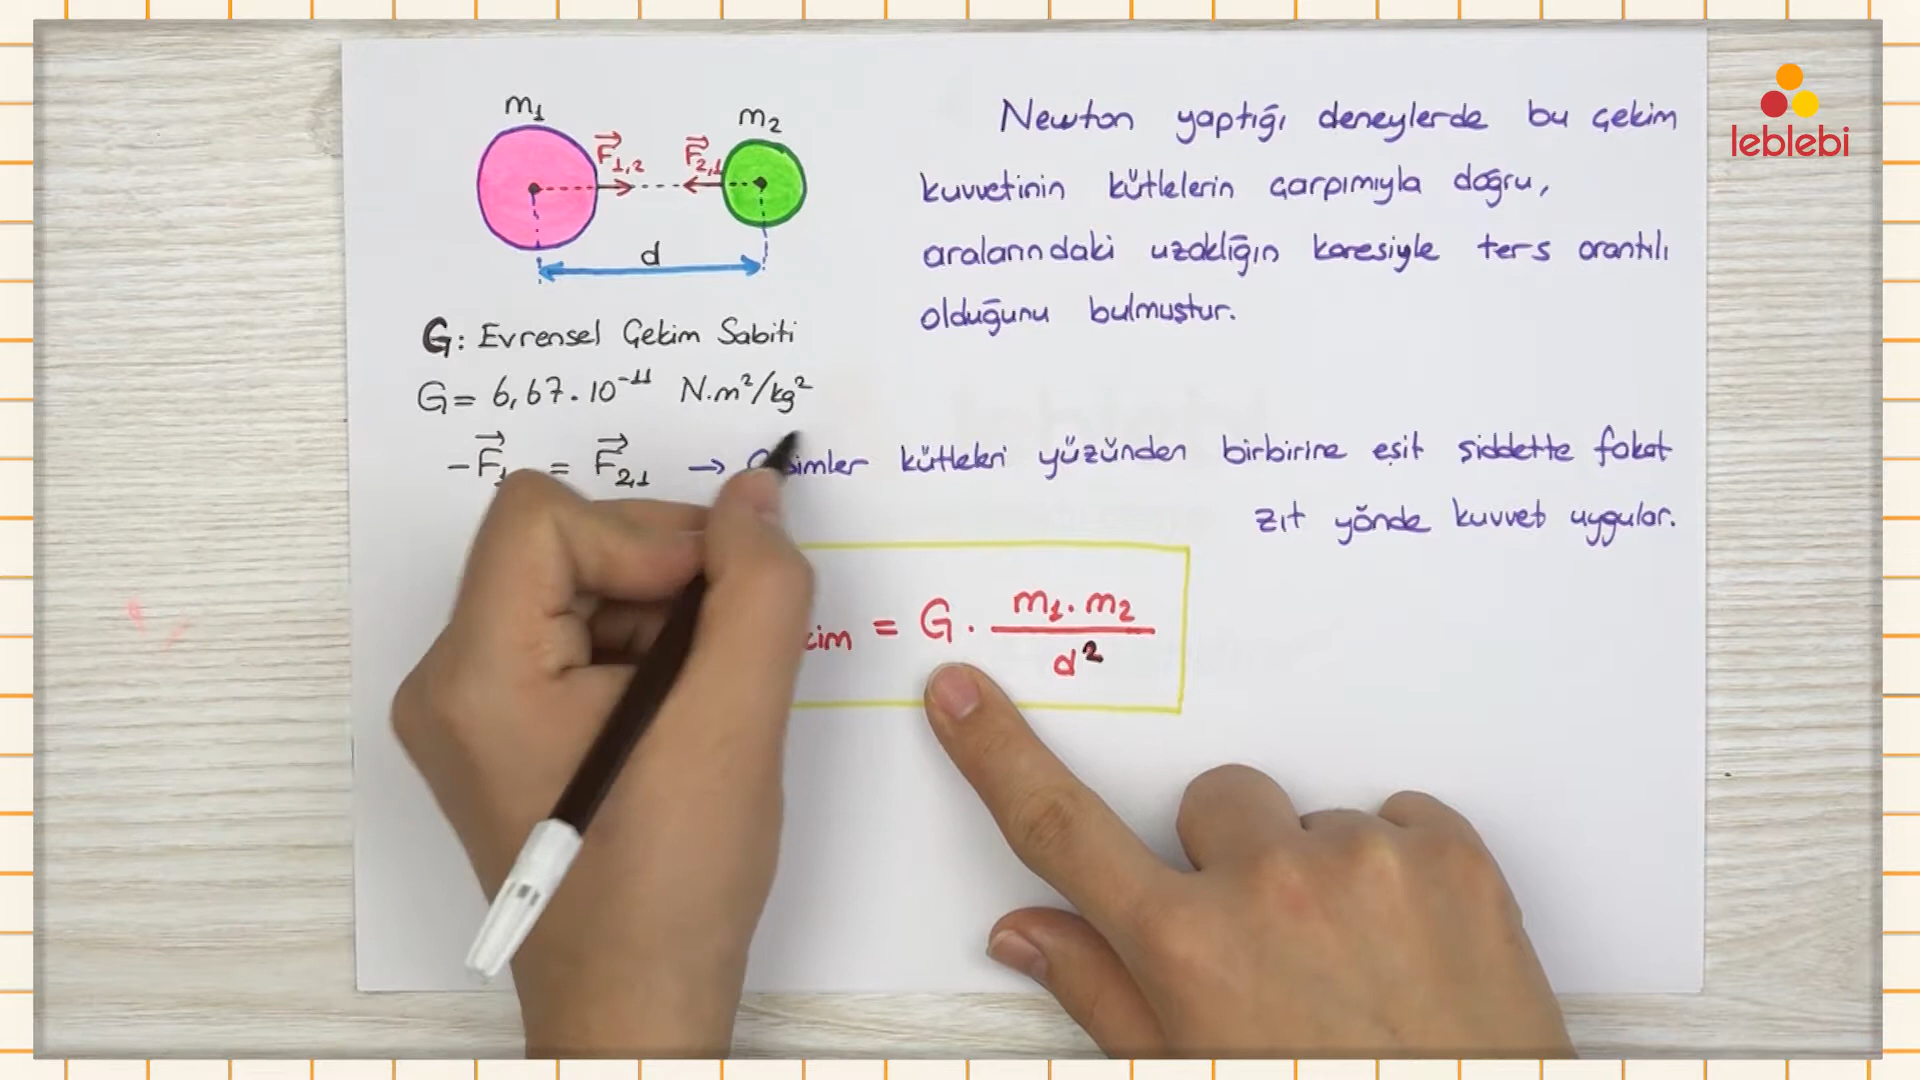 m₁
m₂
F₁,₂
F₂,₁
d
G: Evrensel Çekim Sabiti
G = 6,67.10⁻¹¹ N.m²/kg²
= F₂,₁ → kütleleri yüzünden birbirine eşit şiddette fakat
zıt yönde kuvvet uygular.
Newton yaptığı deneylerde bu çekim
kuvvetinin kütlelerin çarpımıyla doğru,
aralarındaki uzaklığın karesiyle ters orantılı
olduğunu bulmuştur.
= G . m₁.m₂ / d²
leblebi